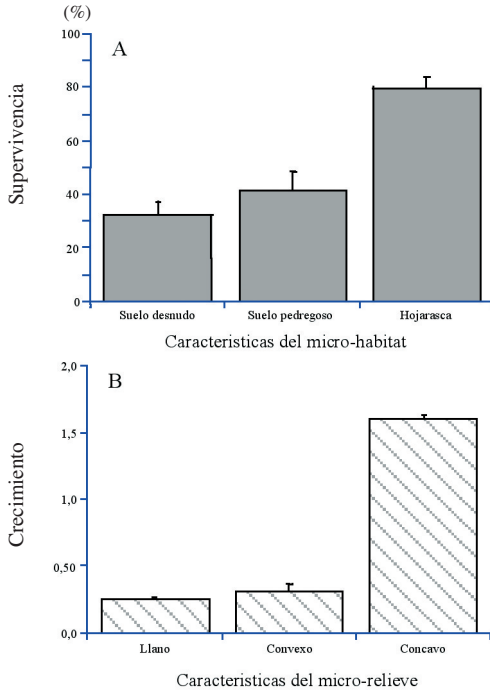 (%)
A
100
80
60
40
20
0
Supervivencia
Suelo desnudo Suelo pedregoso Hojarasca
Caracteristicas del micro-habitat
B
2,0
1,5
1,0
0,50
0,0
Crecimiento
Llano Convexo Concavo
Caracteristicas del micro-relieve